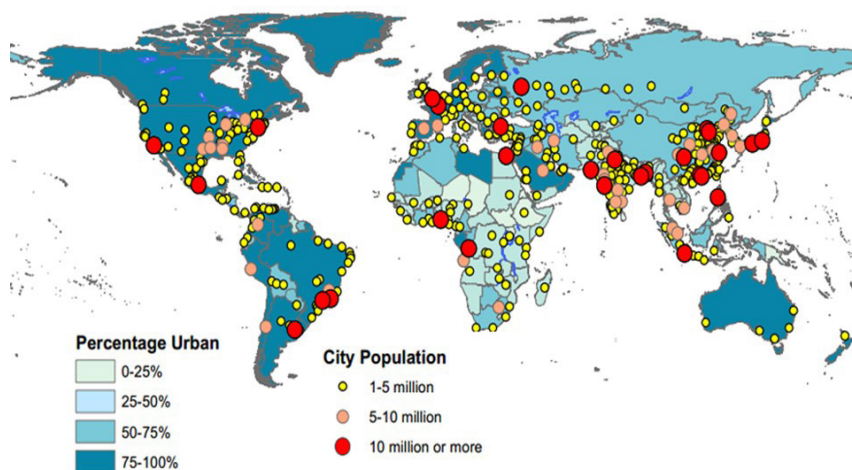 Percentage Urban
0-25%
25-50%
50-75%
75-100%
City Population
1-5 million
5-10 million
10 million or more